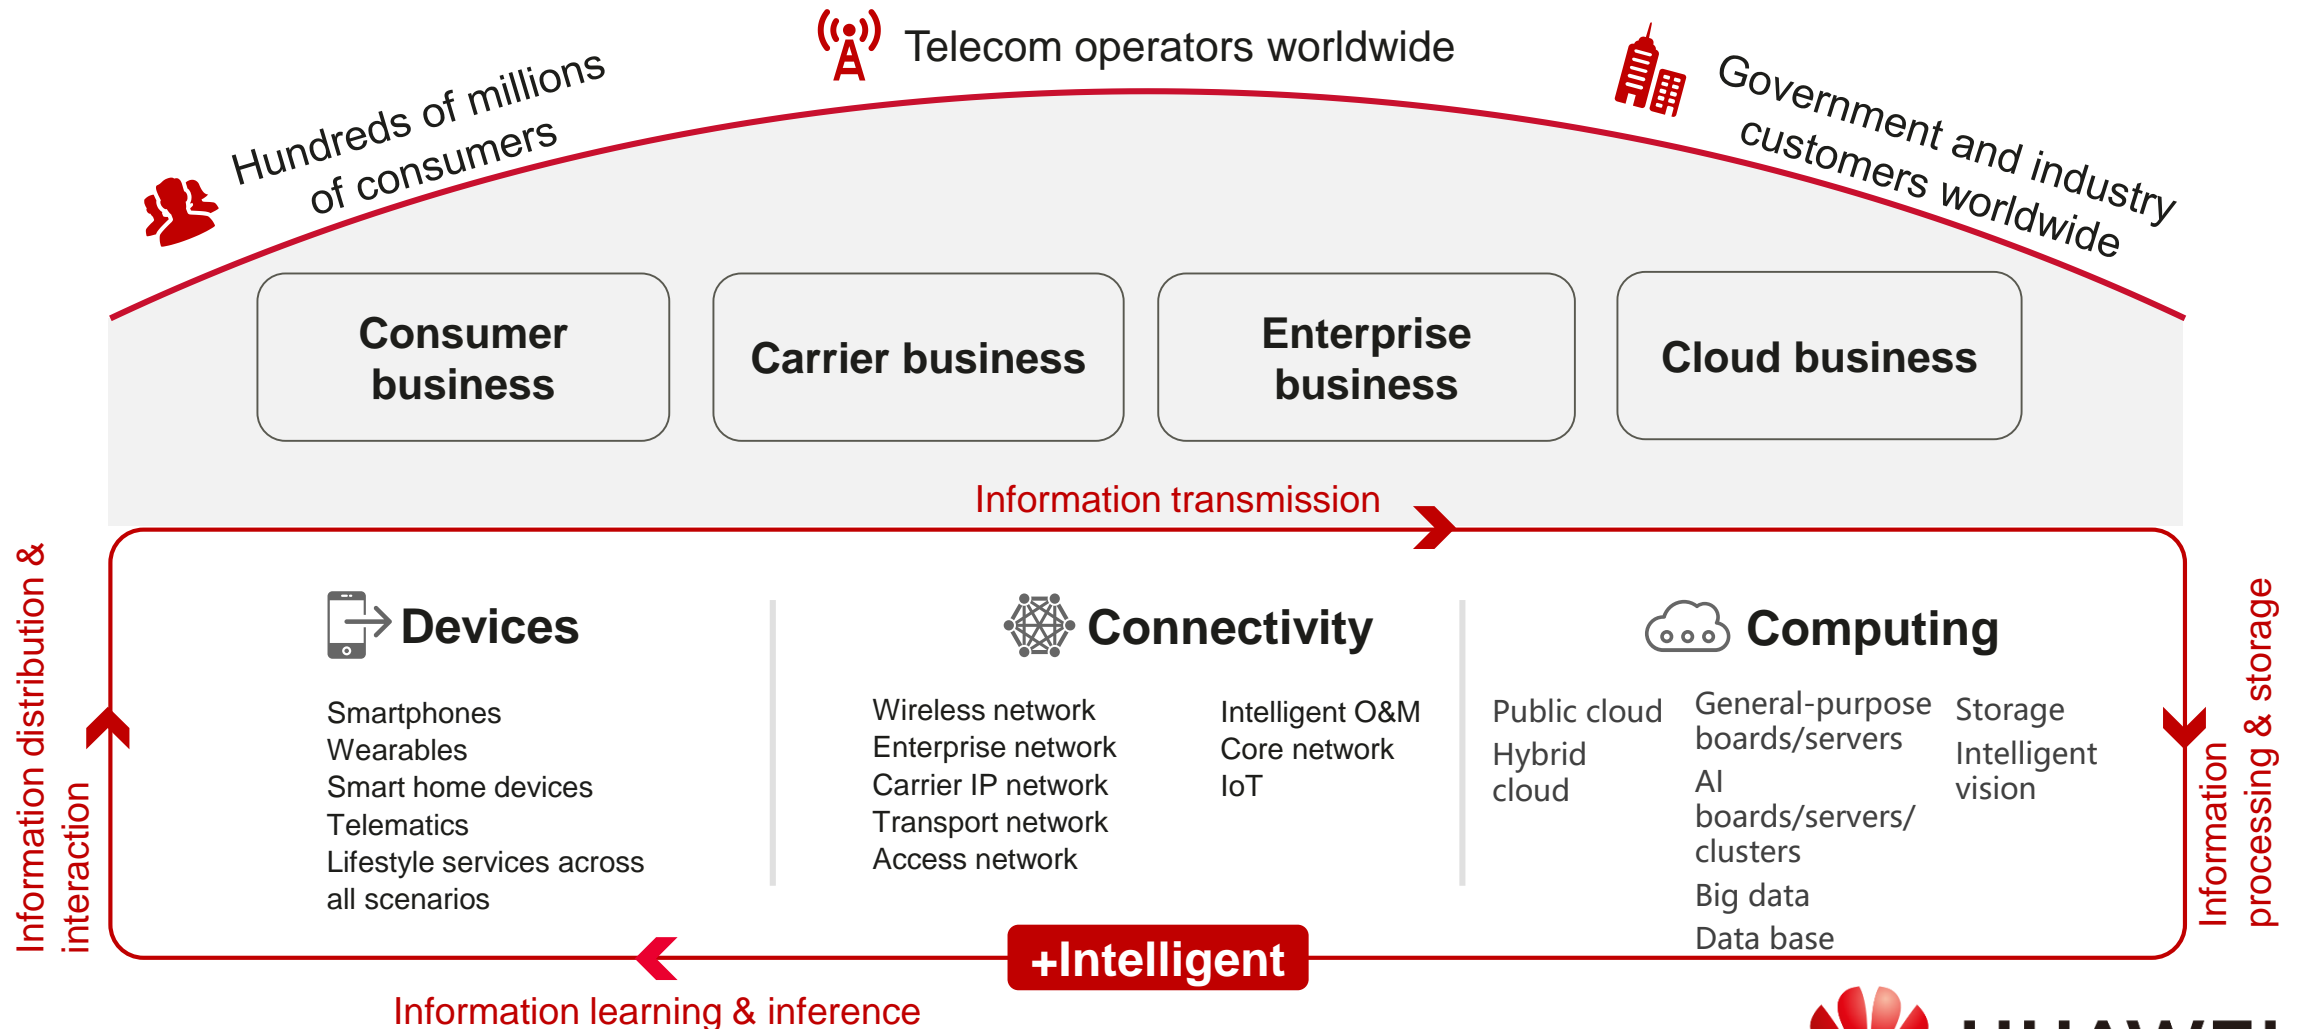 Telecom operators worldwide
Hundreds of millions
of consumers
Government and industry
customers worldwide
Consumer
business
Carrier business
Enterprise
business
Cloud business
Information transmission
Information distribution &
interaction
Devices
Smartphones
Wearables
Smart home devices
Telematics
Lifestyle services across
all scenarios
Connectivity
Wireless network
Enterprise network
Carrier IP network
Transport network
Access network
Intelligent O&M
Core network
IoT
Computing
Public cloud
Hybrid
cloud
General-purpose
boards/servers
AI
boards/servers/
clusters
Big data
Data base
Storage
Intelligent
vision
Information
processing & storage
+Intelligent
Information learning & inference
HUAWEI